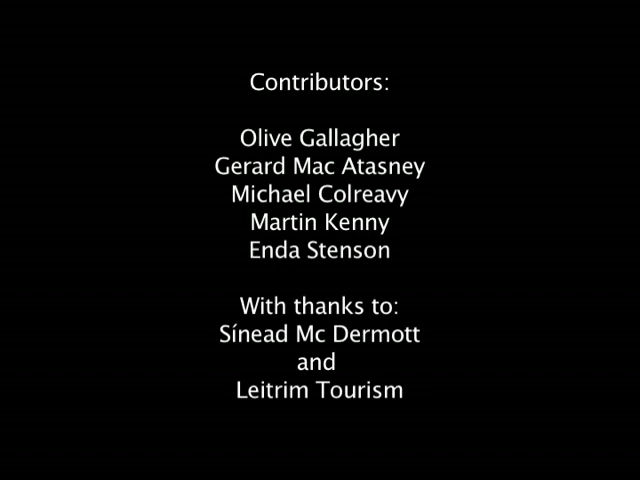 Contributors:
Olive Gallagher
Gerard Mac Atasney
Michael Colreavy
Martin Kenny
Enda Stenson
With thanks to:
Sínead Mc Dermott
and
Leitrim Tourism